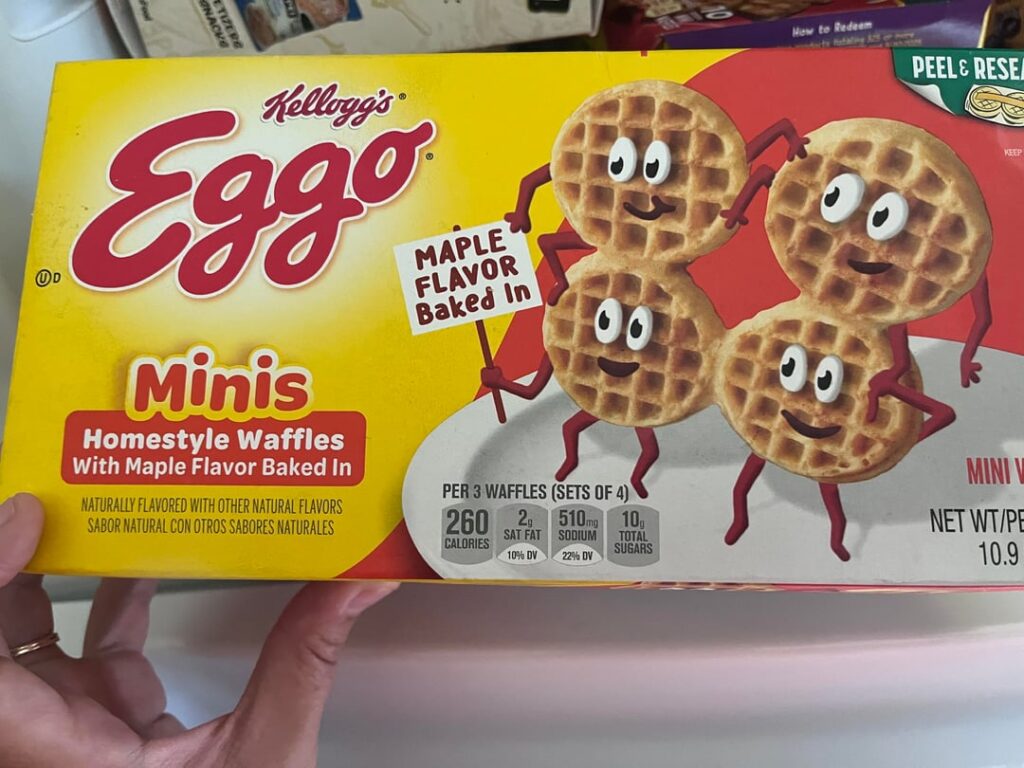 How to Redeem
Kellogg's®
Eggo®
PEEL & RESEA
KEEP
MAPLE
FLAVOR
Baked In
U D
Minis
Homestyle Waffles
With Maple Flavor Baked In
NATURALLY FLAVORED WITH OTHER NATURAL FLAVORS
SABOR NATURAL CON OTROS SABORES NATURALES
PER 3 WAFFLES (SETS OF 4)
260
CALORIES
2g
SAT FAT
10% DV
510mg
SODIUM
22% DV
10g
TOTAL
SUGARS
MINI W
NET WT/PE
10.9